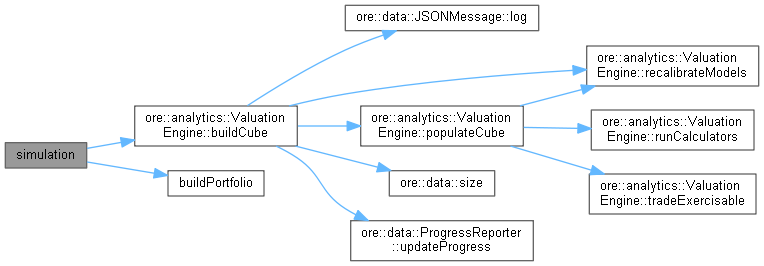 simulation
ore::analytics::Valuation
Engine::buildCube
buildPortfolio
ore::data::JSONMessage::log
ore::analytics::Valuation
Engine::populateCube
ore::data::size
ore::data::ProgressReporter
::updateProgress
ore::analytics::Valuation
Engine::recalibrateModels
ore::analytics::Valuation
Engine::runCalculators
ore::analytics::Valuation
Engine::tradeExercisable